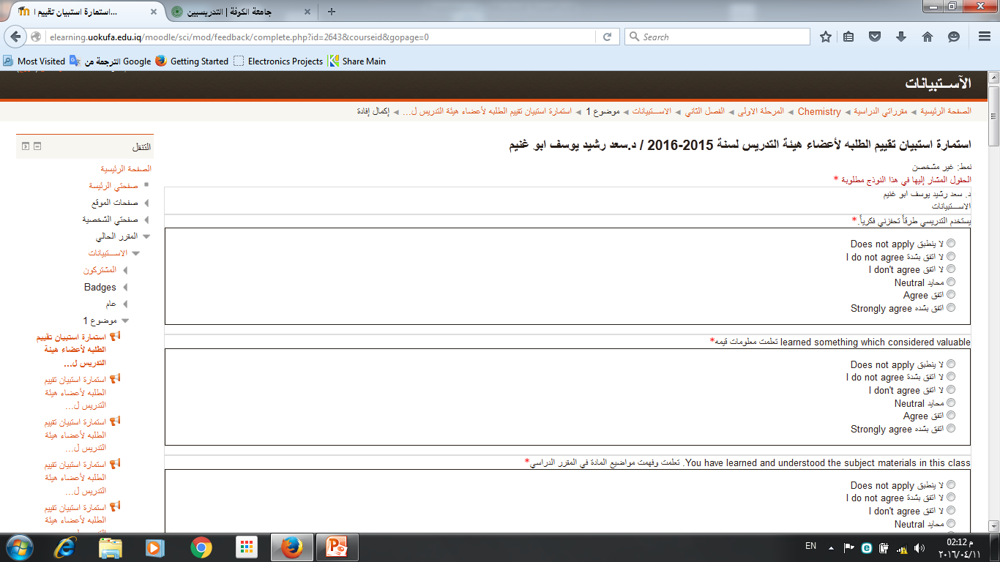 استمارة استبيان تقييم ا...
جامعة الكوفة | التدريسيين
elearning.uokufa.edu.iq/moodle/sci/mod/feedback/complete.php?id=2643&courseid&gopage=0
Search
Most Visited
الترجمة من Google
Getting Started
Electronics Projects
Share Main
الآســتبيانات
الصفحة الرئيسية ◄ مقرراتي الدراسية ◄ Chemistry ◄ المرحلة الاولى ◄ الفصل الثاني ◄ الاســتبيانات ◄ موضوع 1 ◄ استمارة استبيان تقييم الطلبه لأعضاء هيئة التدريس ل... ◄ إكمال إفادة
استمارة استبيان تقييم الطلبه لأعضاء هيئة التدريس لسنة 2015-2016 / د.سعد رشيد يوسف ابو غنيم
نمط: غير مشخصن
الحقول المشار إليها في هذا النوذج مطلوبة *
د. سعد رشيد يوسف ابو غنيم
الاســتبيانات
يستخدم التدريسي طرقاً تحفزني فكرياً.*
لا ينطبق Does not apply
لا اتفق بشدة I do not agree
لا اتفق I don't agree
محايد Neutral
اتفق Agree
اتفق بشده Strongly agree
learned something which considered valuable تعلمت معلومات قيمه*
لا ينطبق Does not apply
لا اتفق بشدة I do not agree
لا اتفق I don't agree
محايد Neutral
اتفق Agree
اتفق بشده Strongly agree
You have learned and understood the subject materials in this class. تعلمت وفهمت مواضيع المادة في المقرر الدراسي*
لا ينطبق Does not apply
لا اتفق بشدة I do not agree
لا اتفق I don't agree
محايد Neutral
التنقل
الصفحة الرئيسية
صفحتي الرئيسة
صفحات الموقع
صفحتي الشخصية
المقرر الحالي
الاســتبيانات
المشتركون
Badges
عام
موضوع 1
استمارة استبيان تقييم
الطلبه لأعضاء هيئة
التدريس ل...
استمارة استبيان تقييم
الطلبه لأعضاء هيئة
التدريس ل...
استمارة استبيان تقييم
الطلبه لأعضاء هيئة
التدريس ل...
استمارة استبيان تقييم
الطلبه لأعضاء هيئة
التدريس ل...
استمارة استبيان تقييم
الطلبه لأعضاء هيئة
EN
02:12 م
٢٠١٦/٠٤/١١